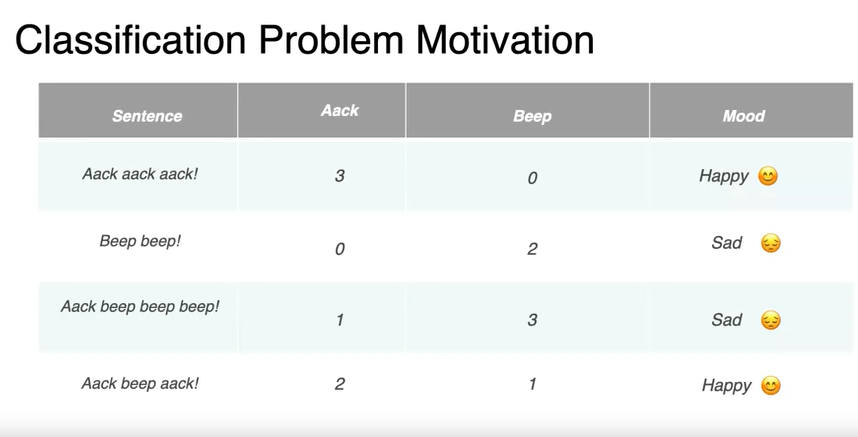 Classification Problem Motivation
Sentence Aack Beep Mood
Aack aack aack! 3 0 Happy 😊
Beep beep! 0 2 Sad 😔
Aack beep beep beep! 1 3 Sad 😔
Aack beep aack! 2 1 Happy 😊